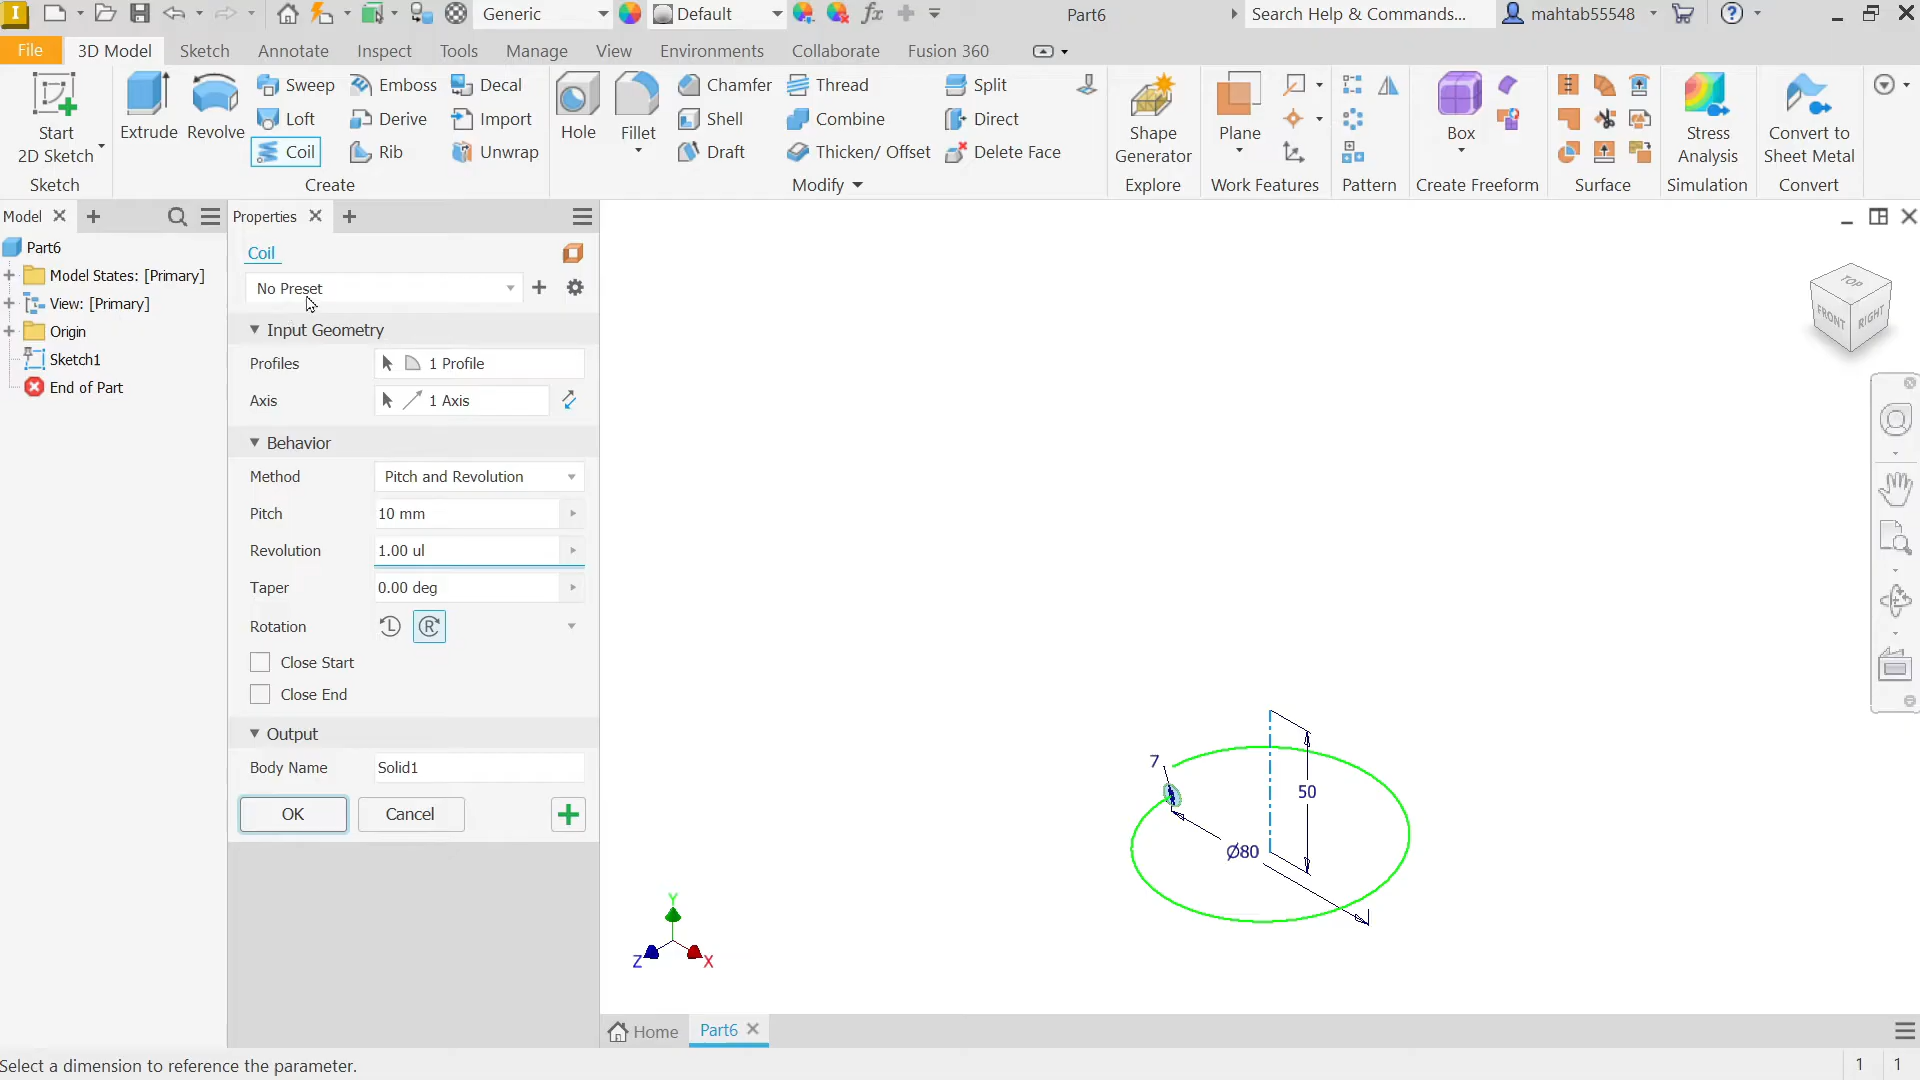 I Generic Default fx Part6 Search Help & Commands... mahtab55548 ?
File 3D Model Sketch Annotate Inspect Tools Manage View Environments Collaborate Fusion 360
Start
2D Sketch
Sketch
Extrude
Revolve
Sweep
Emboss
Decal
Loft
Derive
Import
Coil
Rib
Unwrap
Create
Hole
Fillet
Chamfer
Thread
Split
Shell
Combine
Direct
Draft
Thicken/ Offset
Delete Face
Modify
Shape
Generator
Explore
Plane
Work Features
Pattern
Box
Create Freeform
Surface
Stress
Analysis
Simulation
Convert to
Sheet Metal
Convert
Model
Part6
Model States: [Primary]
View: [Primary]
Origin
Sketch1
End of Part
Properties
Coil
No Preset
Input Geometry
Profiles 1 Profile
Axis 1 Axis
Behavior
Method Pitch and Revolution
Pitch 10 mm
Revolution 1.00 ul
Taper 0.00 deg
Rotation L R
Close Start
Close End
Output
Body Name Solid1
OK Cancel
TOP
FRONT RIGHT
7
50
Ø80
Y
Z X
Home Part6
Select a dimension to reference the parameter. 1 1